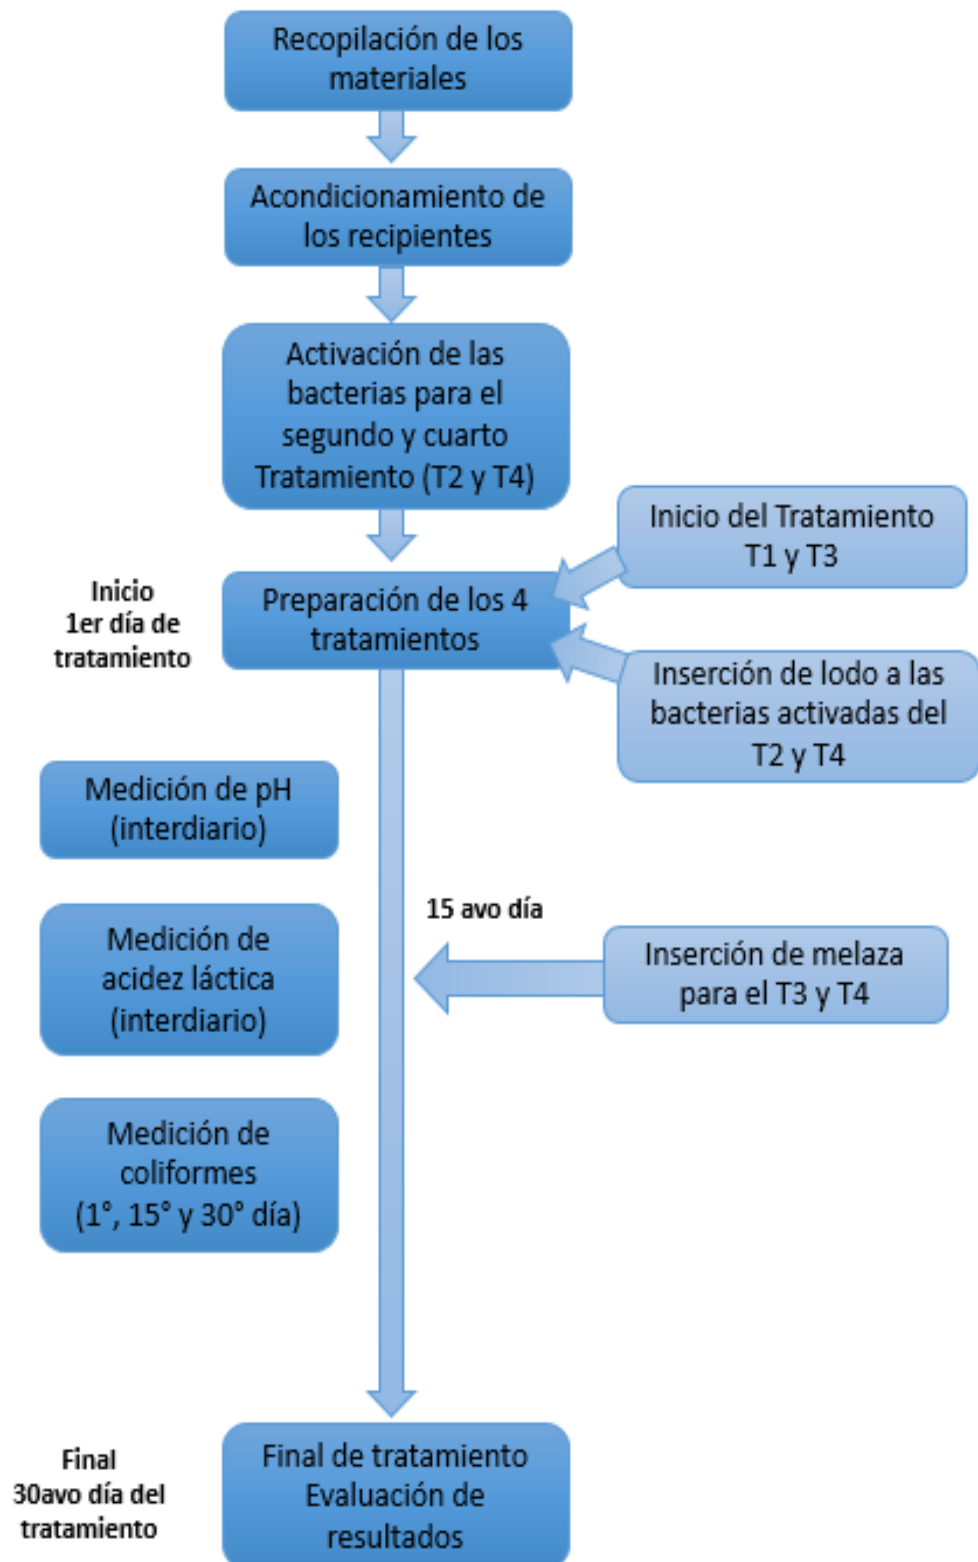 Recopilación de los
materiales
Acondicionamiento de
los recipientes
Activación de las
bacterias para el
segundo y cuarto
Tratamiento (T2 y T4)
Inicio del Tratamiento
T1 y T3
Inicio
1er día de
tratamiento
Preparación de los 4
tratamientos
Inserción de lodo a las
bacterias activadas del
T2 y T4
Medición de pH
(interdiario)
15 avo día
Medición de
acidez láctica
(interdiario)
Inserción de melaza
para el T3 y T4
Medición de
coliformes
(1°, 15° y 30° día)
Final
30avo día del
tratamiento
Final de tratamiento
Evaluación de
resultados